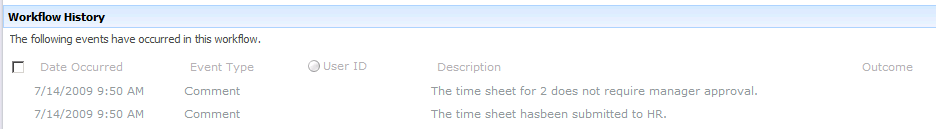 Workflow History
The following events have occurred in this workflow.
Date Occurred Event Type User ID Description Outcome
7/14/2009 9:50 AM Comment The time sheet for 2 does not require manager approval.
7/14/2009 9:50 AM Comment The time sheet hasbeen submitted to HR.